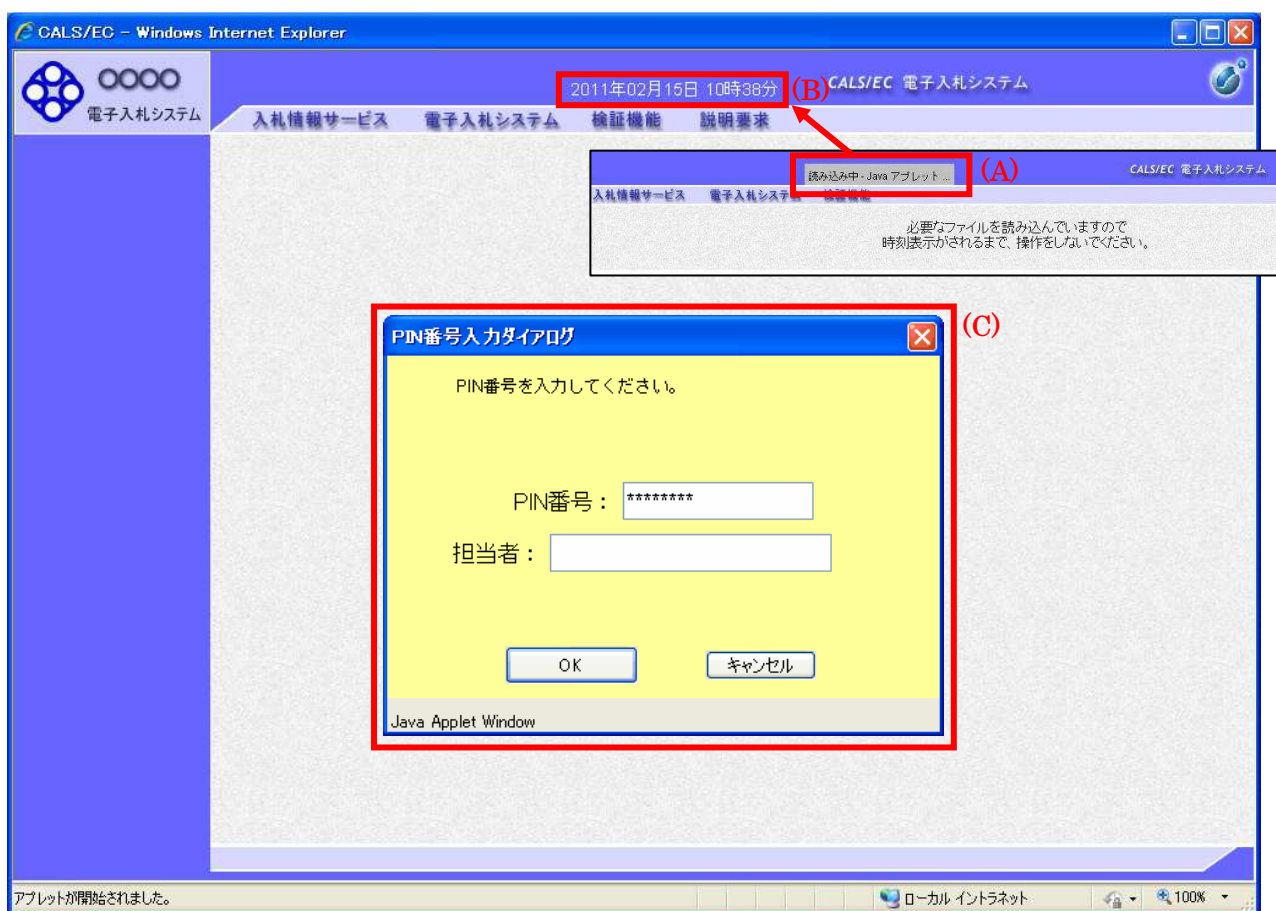 CALS/EC - Windows Internet Explorer
OOOO
電子入札システム
2011年02月15日 10時38分
(B)
CALS/EC 電子入札システム
入札情報サービス 電子入札システム 検証機能 説明要求
読み込み中 - Java アプレット ...
(A)
CALS/EC 電子入札システム
入札情報サービス 電子入札システム 検証機能
必要なファイルを読み込んでいますので
時刻表示がされるまで、操作をしないでください。
(C)
PIN番号入力ダイアログ
PIN番号を入力してください。
PIN番号： ********
担当者：
OK キャンセル
Java Applet Window
アプレットが開始されました。 ローカル イントラネット 100%